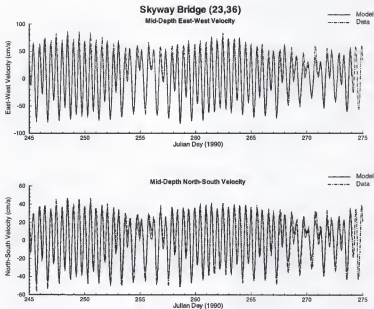 Skyway Bridge (23,36)
Mid-Depth East-West Velocity
Model
Data
East-West Velocity (cm/s)
100
50
0
-50
-100
245 250 255 260 265 270 275
Julian Day (1990)
Mid-Depth North-South Velocity
Model
Data
North-South Velocity (cm/s)
60
40
20
0
-20
-40
-60
245 250 255 260 265 270 275
Julian Day (1990)